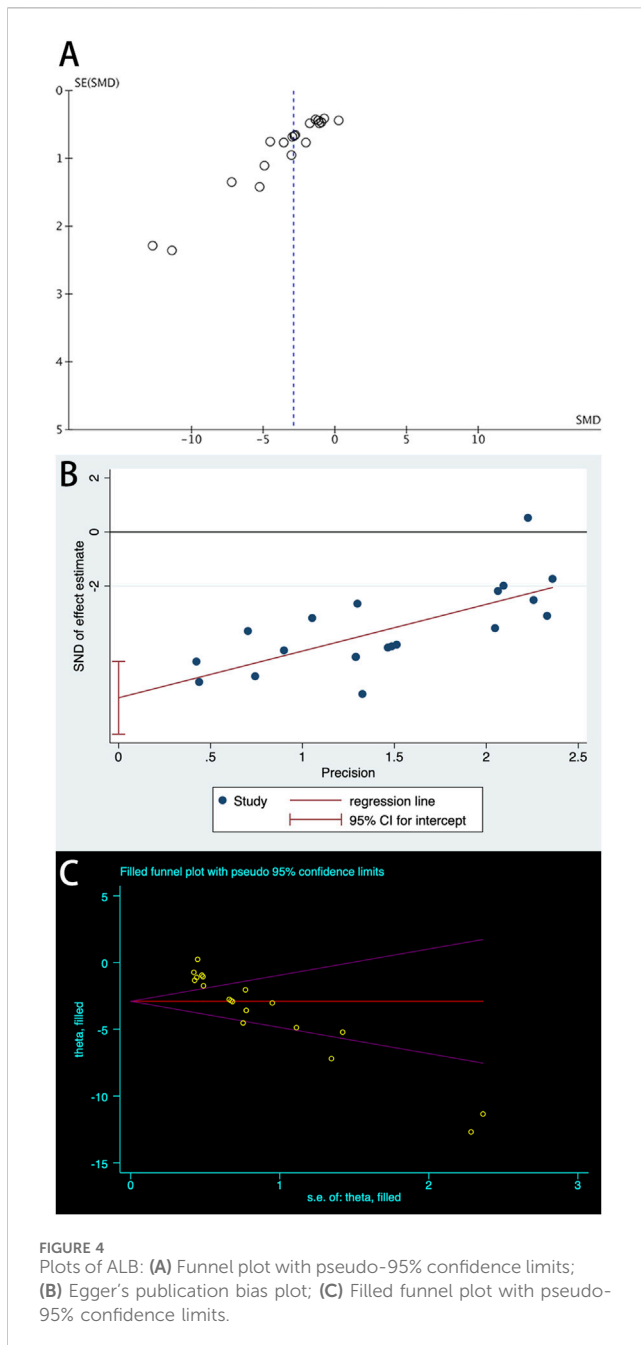 A
SE(SMD)
0
1
2
3
4
5
-10
-5
0
5
10
SMD
B
SND of effect estimate
2
0
-2
0
.5
1
1.5
2
2.5
Precision
Study
regression line
95% CI for intercept
C
Filled funnel plot with pseudo 95% confidence limits
theta, filled
5
0
-5
-10
-15
0
1
2
3
s.e. of: theta, filled
FIGURE 4
Plots of ALB: (A) Funnel plot with pseudo-95% confidence limits;
(B) Egger's publication bias plot; (C) Filled funnel plot with pseudo-
95% confidence limits.